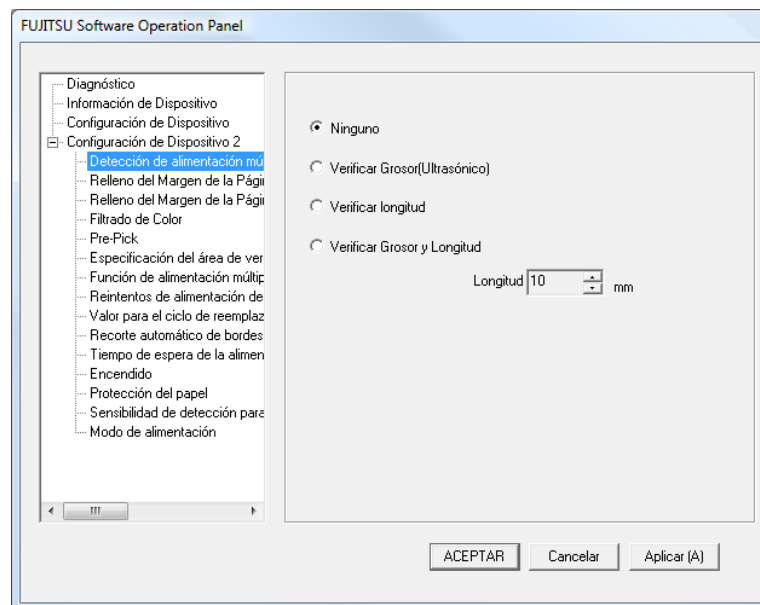 FUJITSU Software Operation Panel
Diagnóstico
Información de Dispositivo
Configuración de Dispositivo
Configuración de Dispositivo 2
Detección de alimentación mú
Relleno del Margen de la Pági
Relleno del Margen de la Pági
Filtrado de Color
Pre-Pick
Especificación del área de ver
Función de alimentación múltip
Reintentos de alimentación de
Valor para el ciclo de reemplaz
Recorte automático de bordes
Tiempo de espera de la alimen
Encendido
Protección del papel
Sensibilidad de detección para
Modo de alimentación
Ninguno
Verificar Grosor(Ultrasónico)
Verificar longitud
Verificar Grosor y Longitud
Longitud 10 mm
ACEPTAR Cancelar Aplicar (A)